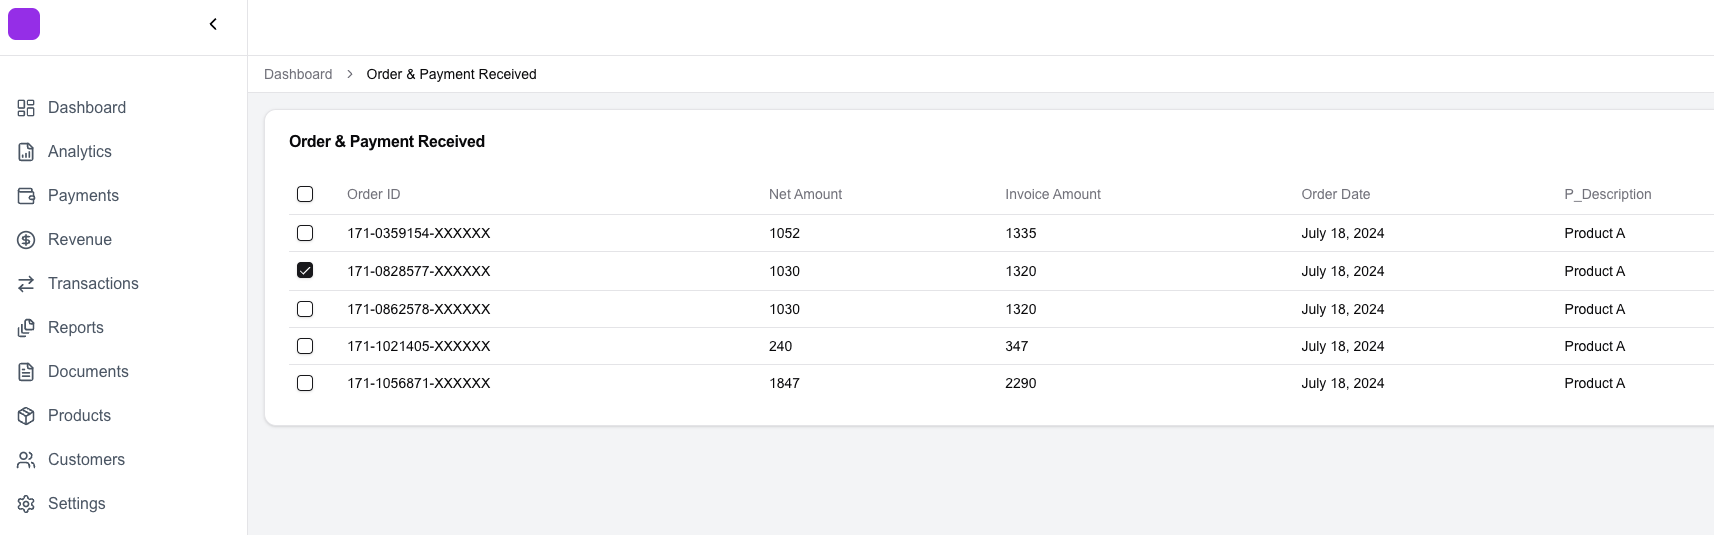 Dashboard > Order & Payment Received
Dashboard
Analytics
Payments
Revenue
Transactions
Reports
Documents
Products
Customers
Settings
Order & Payment Received
Order ID Net Amount Invoice Amount Order Date P_Description
171-0359154-XXXXXX 1052 1335 July 18, 2024 Product A
171-0828577-XXXXXX 1030 1320 July 18, 2024 Product A
171-0862578-XXXXXX 1030 1320 July 18, 2024 Product A
171-1021405-XXXXXX 240 347 July 18, 2024 Product A
171-1056871-XXXXXX 1847 2290 July 18, 2024 Product A